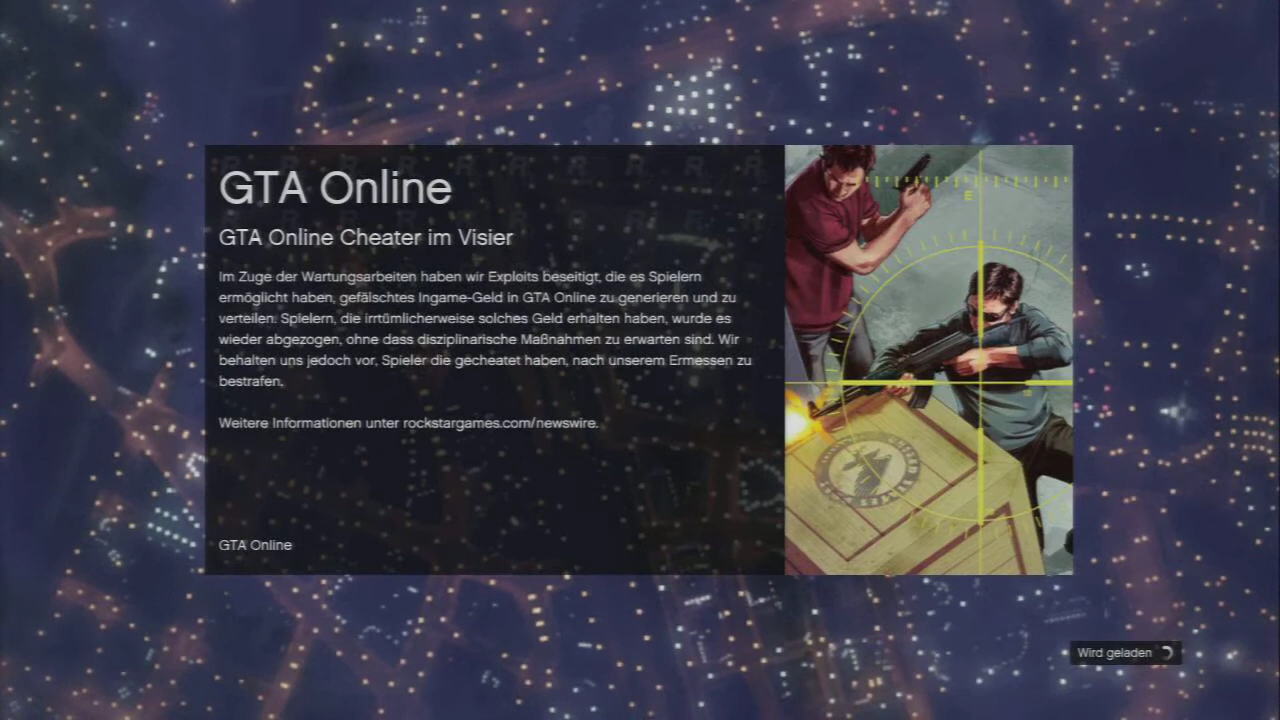 GTA Online
GTA Online Cheater im Visier
Im Zuge der Wartungsarbeiten haben wir Exploits beseitigt, die es Spielern
ermöglicht haben, gefälschtes Ingame-Geld in GTA Online zu generieren und zu
verteilen. Spielern, die irrtümlicherweise solches Geld erhalten haben, wurde es
wieder abgezogen, ohne dass disziplinarische Maßnahmen zu erwarten sind. Wir
behalten uns jedoch vor, Spieler die gecheatet haben, nach unserem Ermessen zu
bestrafen.
Weitere Informationen unter rockstargames.com/newswire.
GTA Online
Wird geladen